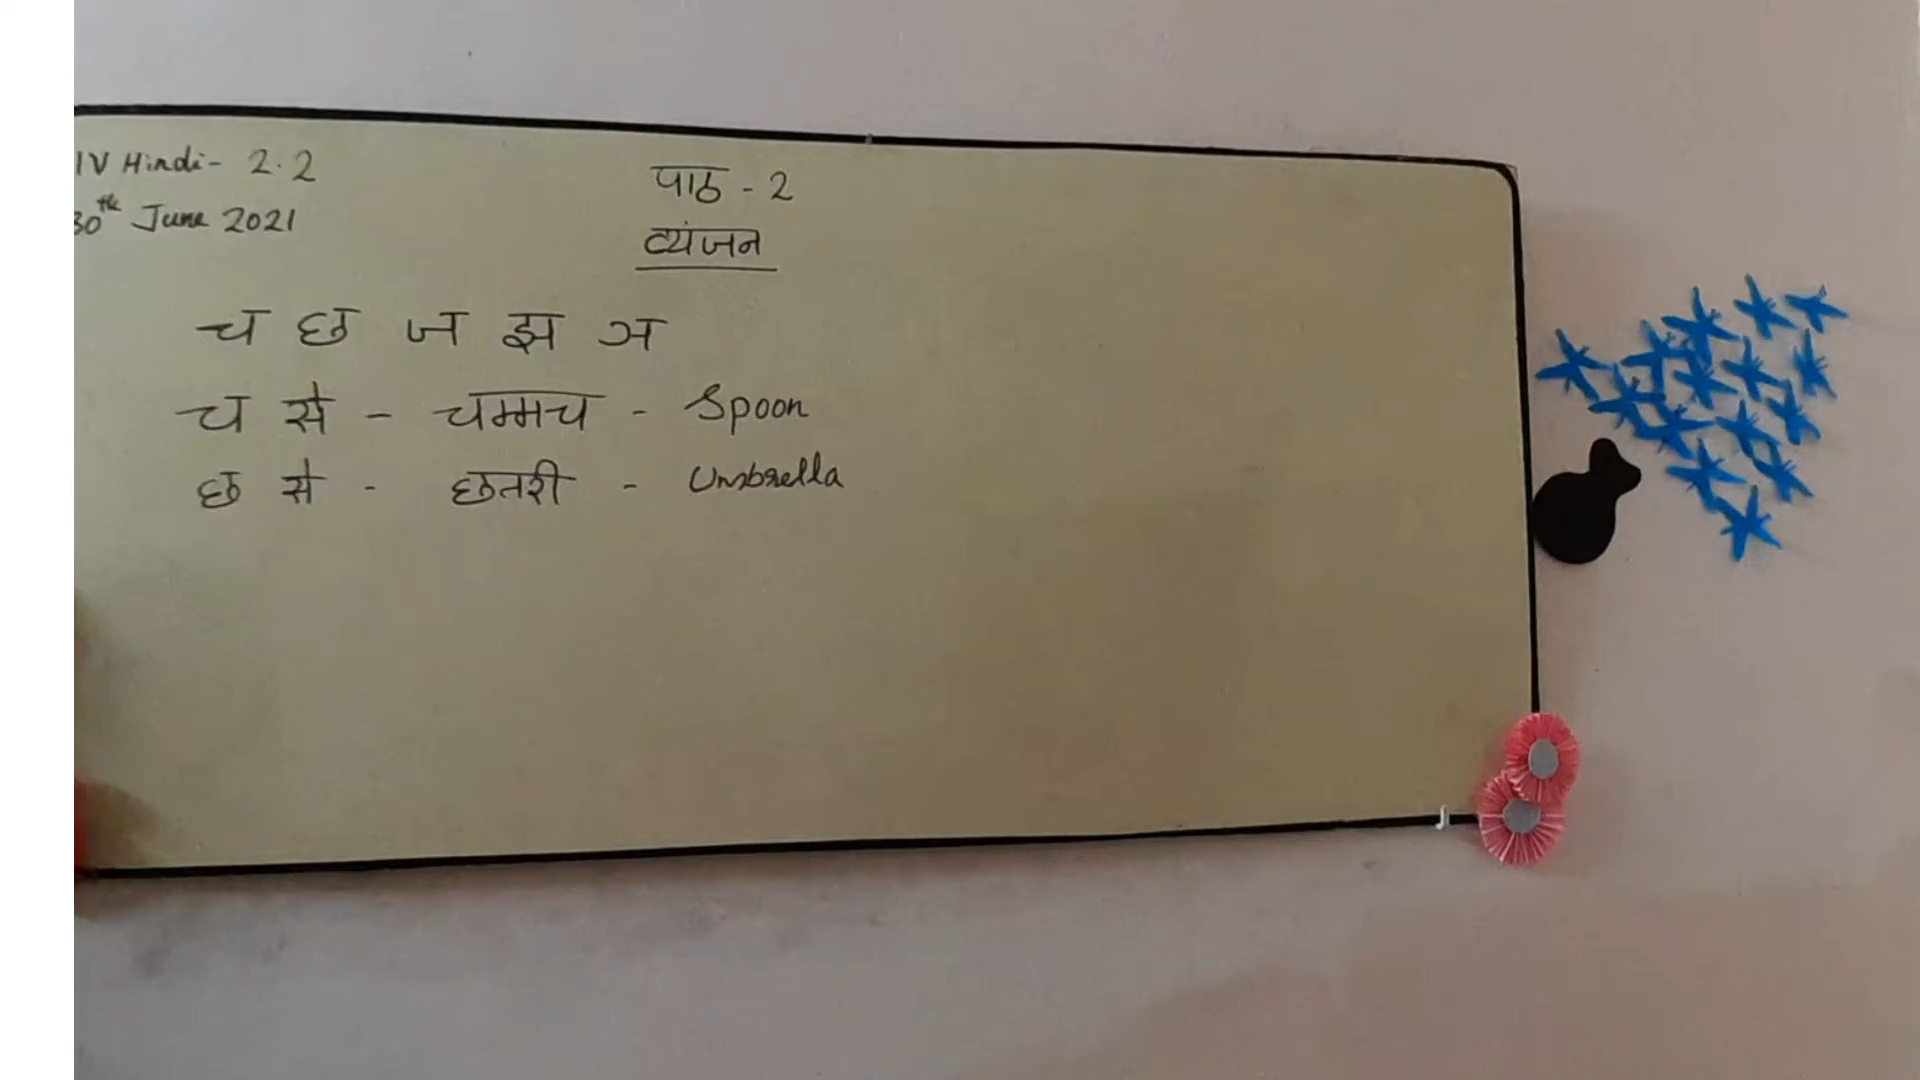 IV Hindi- 2.2
30th June 2021
पाठ - 2
व्यंजन
च छ ज झ ञ
च से - चम्मच - Spoon
छ से - छतरी - Umbrella